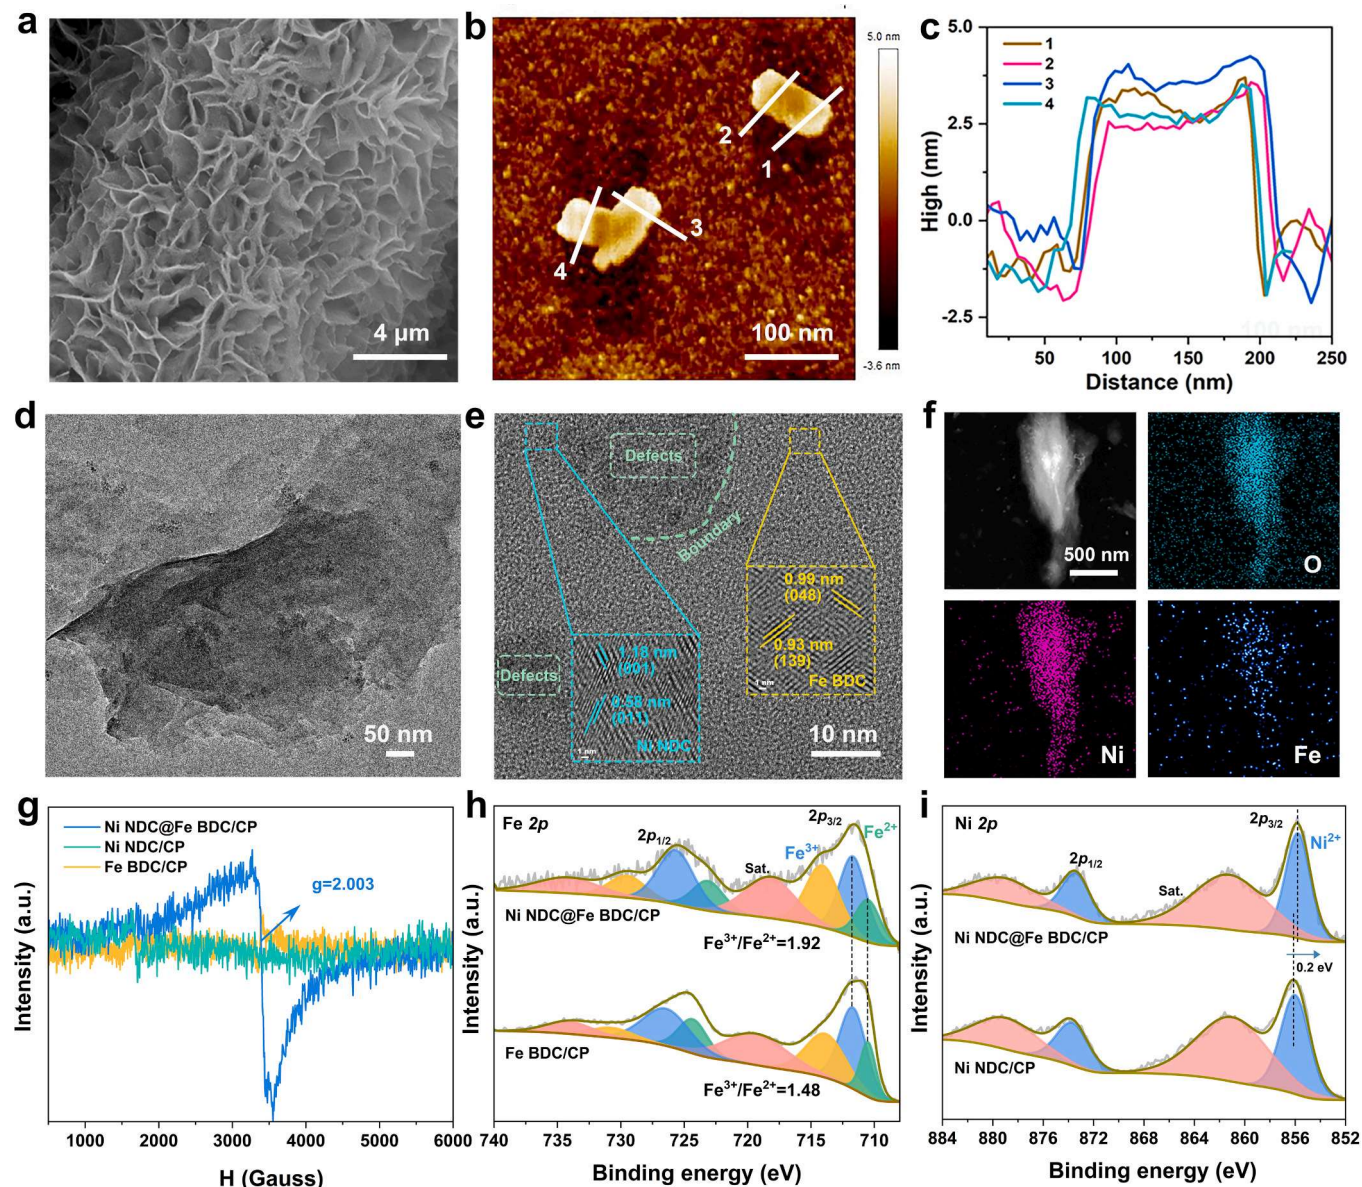 a
4 μm
b
5.0 nm
-3.6 nm
2
1
3
4
100 nm
c
1
2
3
4
High (nm)
5.0
2.5
0.0
-2.5
50 100 150 200 250
Distance (nm)
d
50 nm
e
Defects
Boundary
0.99 nm
(048)
0.93 nm
(139)
Fe BDC
1 nm
Defects
1.18 nm
(001)
0.58 nm
(011)
Ni NDC
1 nm
10 nm
f
500 nm
O
Ni
Fe
g
Ni NDC@Fe BDC/CP
Ni NDC/CP
Fe BDC/CP
g=2.003
Intensity (a.u.)
1000 2000 3000 4000 5000 6000
H (Gauss)
h
Fe 2p
2p1/2
2p3/2
Fe2+
Fe3+
Sat.
Ni NDC@Fe BDC/CP
Fe3+/Fe2+=1.92
Fe BDC/CP
Fe3+/Fe2+=1.48
Intensity (a.u.)
740 735 730 725 720 715 710
Binding energy (eV)
i
Ni 2p
2p3/2
Ni2+
2p1/2
Sat.
Ni NDC@Fe BDC/CP
0.2 eV
Ni NDC/CP
Intensity (a.u.)
884 880 876 872 868 864 860 856 852
Binding energy (eV)